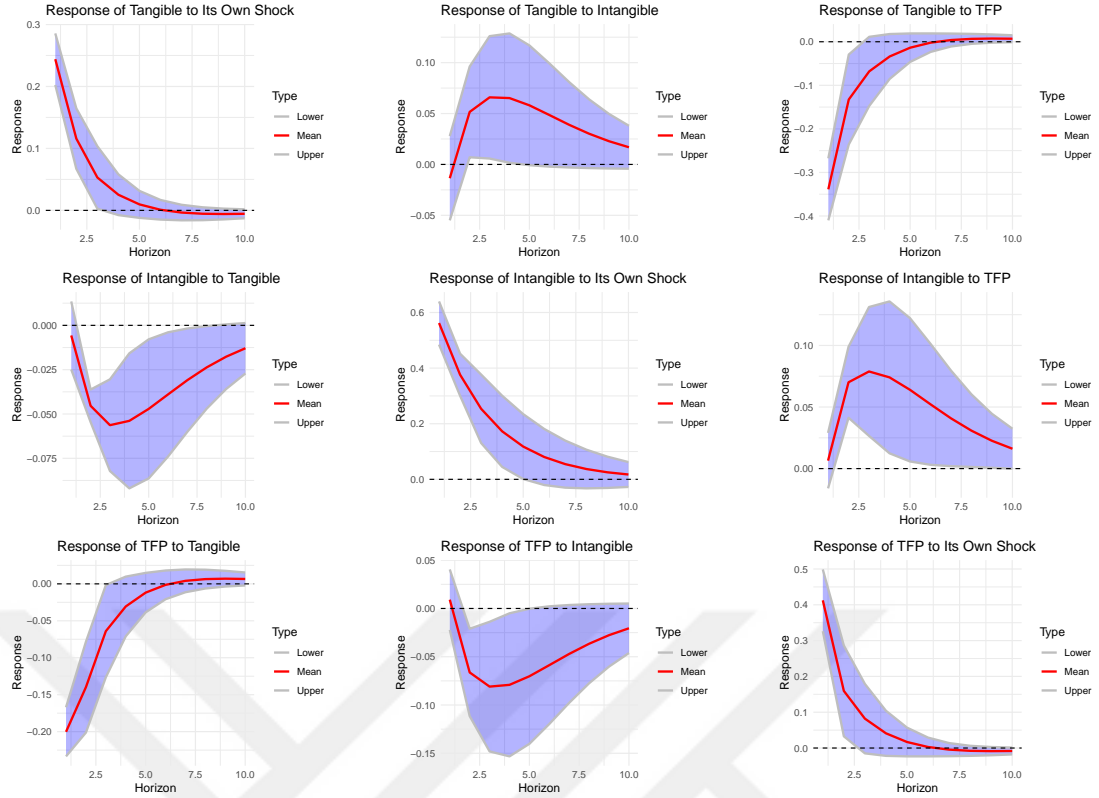 Response of Tangible to Its Own Shock
0.3
0.2
0.1
0.0
Response
2.5
5.0
7.5
10.0
Horizon
Type
Lower
Mean
Upper
Response of Tangible to Intangible
0.10
0.05
0.00
−0.05
Response
2.5
5.0
7.5
10.0
Horizon
Type
Lower
Mean
Upper
Response of Tangible to TFP
0.0
−0.1
−0.2
−0.3
−0.4
Response
2.5
5.0
7.5
10.0
Horizon
Type
Lower
Mean
Upper
Response of Intangible to Tangible
0.000
−0.025
−0.050
−0.075
Response
2.5
5.0
7.5
10.0
Horizon
Type
Lower
Mean
Upper
Response of Intangible to Its Own Shock
0.6
0.4
0.2
0.0
Response
2.5
5.0
7.5
10.0
Horizon
Type
Lower
Mean
Upper
Response of Intangible to TFP
0.10
0.05
0.00
Response
2.5
5.0
7.5
10.0
Horizon
Type
Lower
Mean
Upper
Response of TFP to Tangible
0.00
−0.05
−0.10
−0.15
−0.20
Response
2.5
5.0
7.5
10.0
Horizon
Type
Lower
Mean
Upper
Response of TFP to Intangible
0.05
0.00
−0.05
−0.10
−0.15
Response
2.5
5.0
7.5
10.0
Horizon
Type
Lower
Mean
Upper
Response of TFP to Its Own Shock
0.5
0.4
0.3
0.2
0.1
0.0
Response
2.5
5.0
7.5
10.0
Horizon
Type
Lower
Mean
Upper